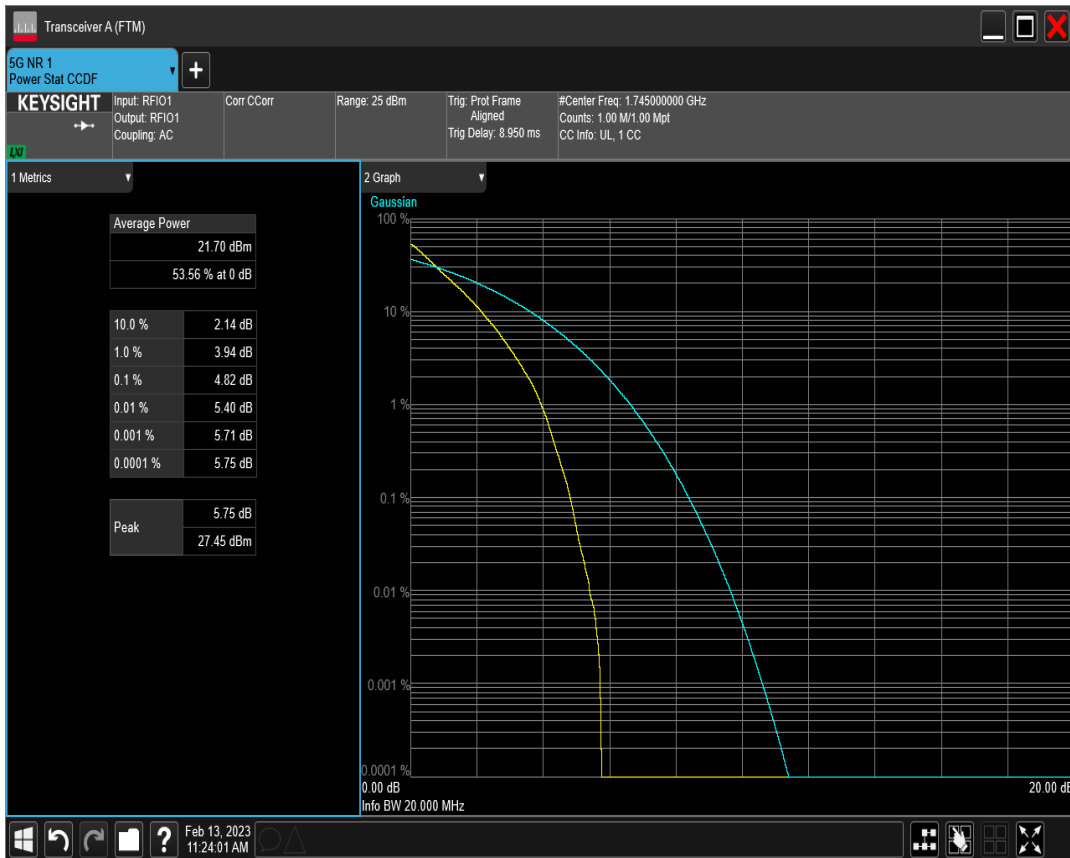 Transceiver A (FTM)
5G NR 1
Power Stat CCDF
+
KEYSIGHT
LXI
Input: RFIO1
Output: RFIO1
Coupling: AC
Corr CCorr
Range: 25 dBm
Trig: Prot Frame
Aligned
Trig Delay: 8.950 ms
#Center Freq: 1.745000000 GHz
Counts: 1.00 M/1.00 Mpt
CC Info: UL, 1 CC
1 Metrics
Average Power
21.70 dBm
53.56 % at 0 dB
10.0 % 2.14 dB
1.0 % 3.94 dB
0.1 % 4.82 dB
0.01 % 5.40 dB
0.001 % 5.71 dB
0.0001 % 5.75 dB
Peak
5.75 dB
27.45 dBm
2 Graph
Gaussian
100 %
10 %
1 %
0.1 %
0.01 %
0.001 %
0.0001 %
0.00 dB
20.00 dB
Info BW 20.000 MHz
?
Feb 13, 2023
11:24:01 AM